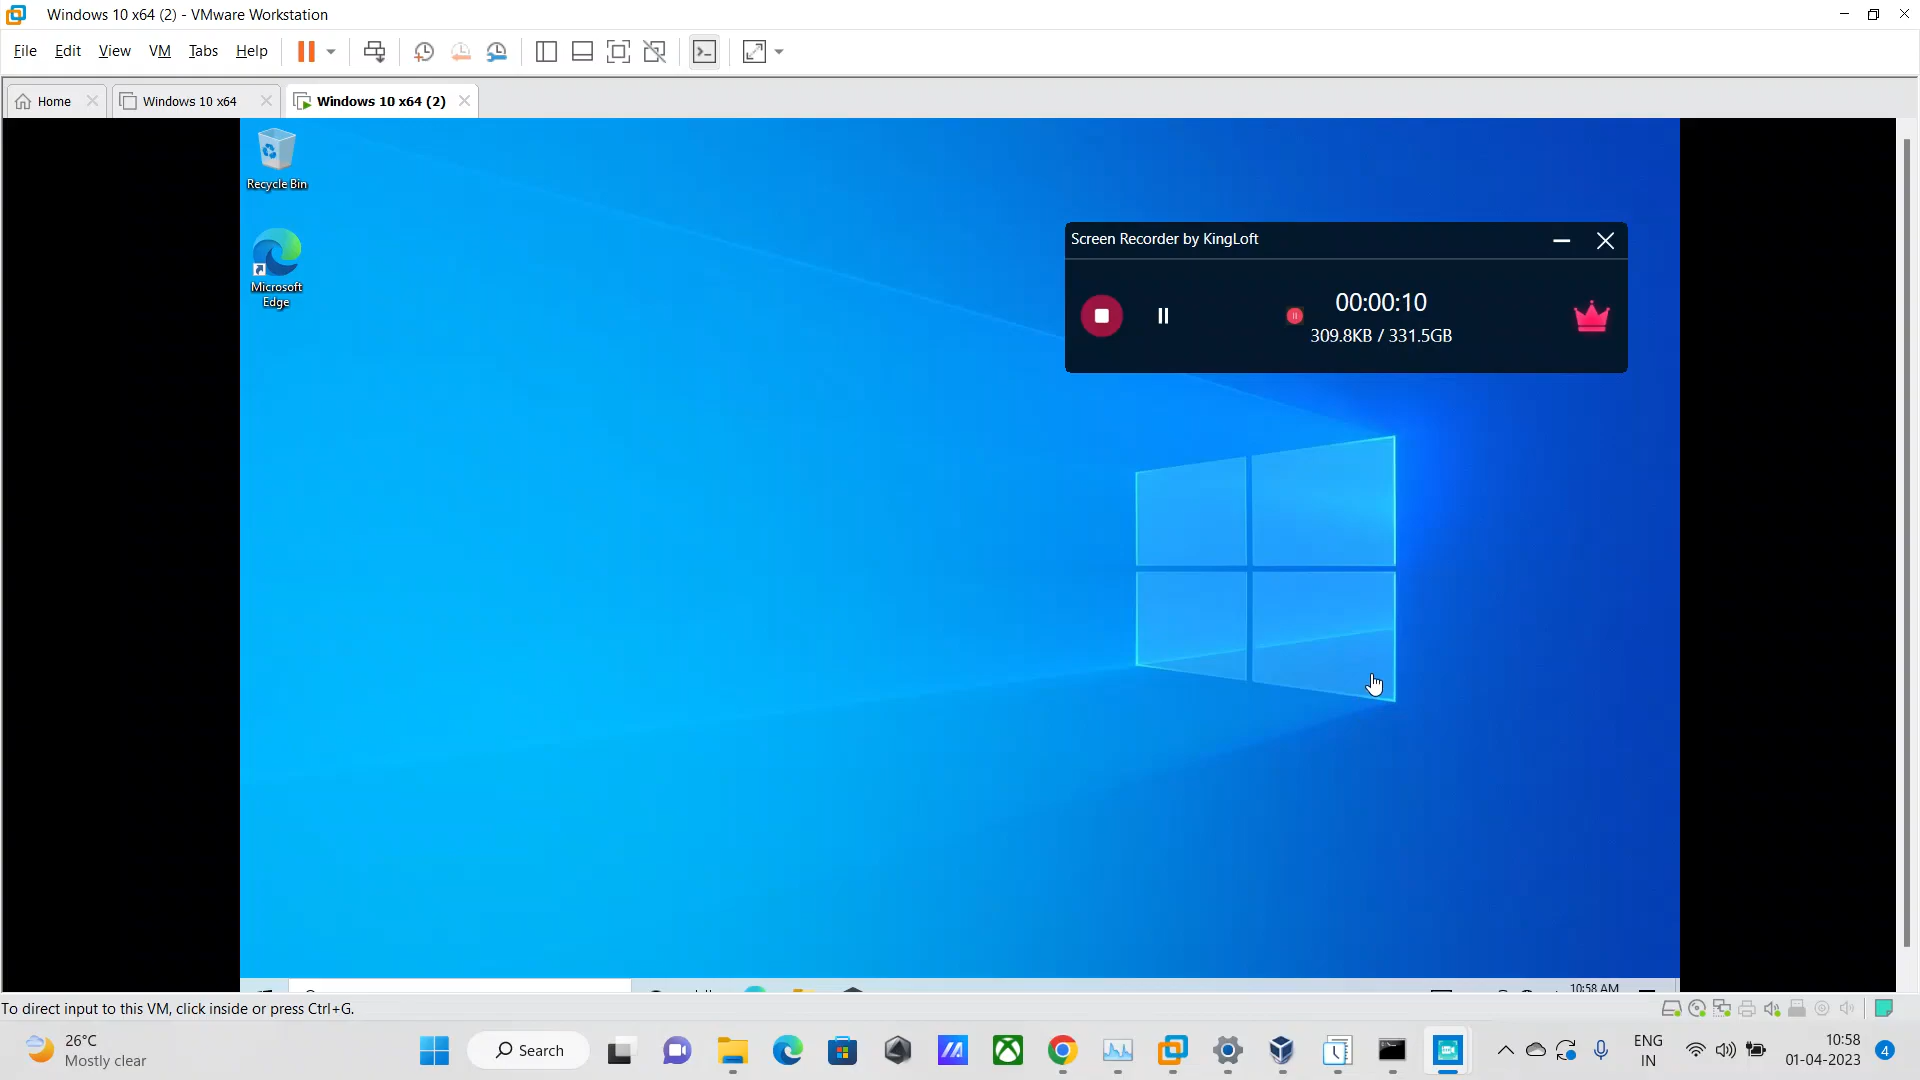 Windows 10 x64 (2) - VMware Workstation
File Edit View VM Tabs Help
Home
Windows 10 x64
Windows 10 x64 (2)
Recycle Bin
Microsoft
Edge
Screen Recorder by KingLoft
00:00:10
309.8KB / 331.5GB
10:58 AM
To direct input to this VM, click inside or press Ctrl+G.
26°C
Mostly clear
Search
ENG
IN
10:58
01-04-2023
4